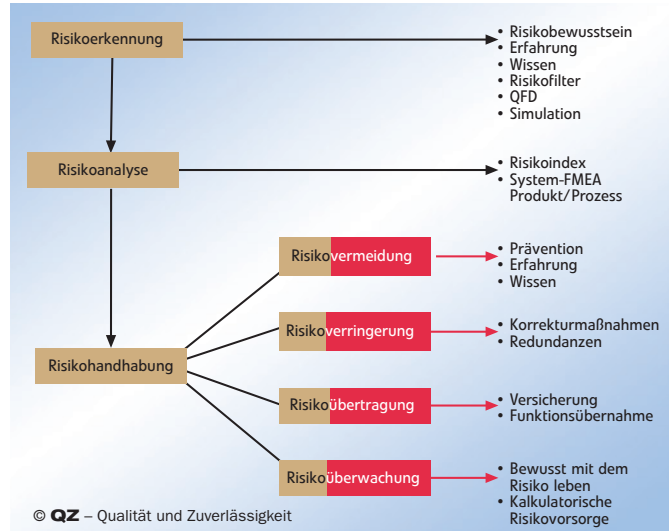 Risikoerkennung
• Risikobewusstsein
• Erfahrung
• Wissen
• Risikofilter
• QFD
• Simulation
Risikoanalyse
• Risikoindex
• System-FMEA
Produkt/Prozess
Risikohandhabung
Risikovermeidung
• Prävention
• Erfahrung
• Wissen
Risikoverringerung
• Korrekturmaßnahmen
• Redundanzen
Risikoübertragung
• Versicherung
• Funktionsübernahme
Risikoüberwachung
• Bewusst mit dem
Risiko leben
• Kalkulatorische
Risikovorsorge
© QZ – Qualität und Zuverlässigkeit